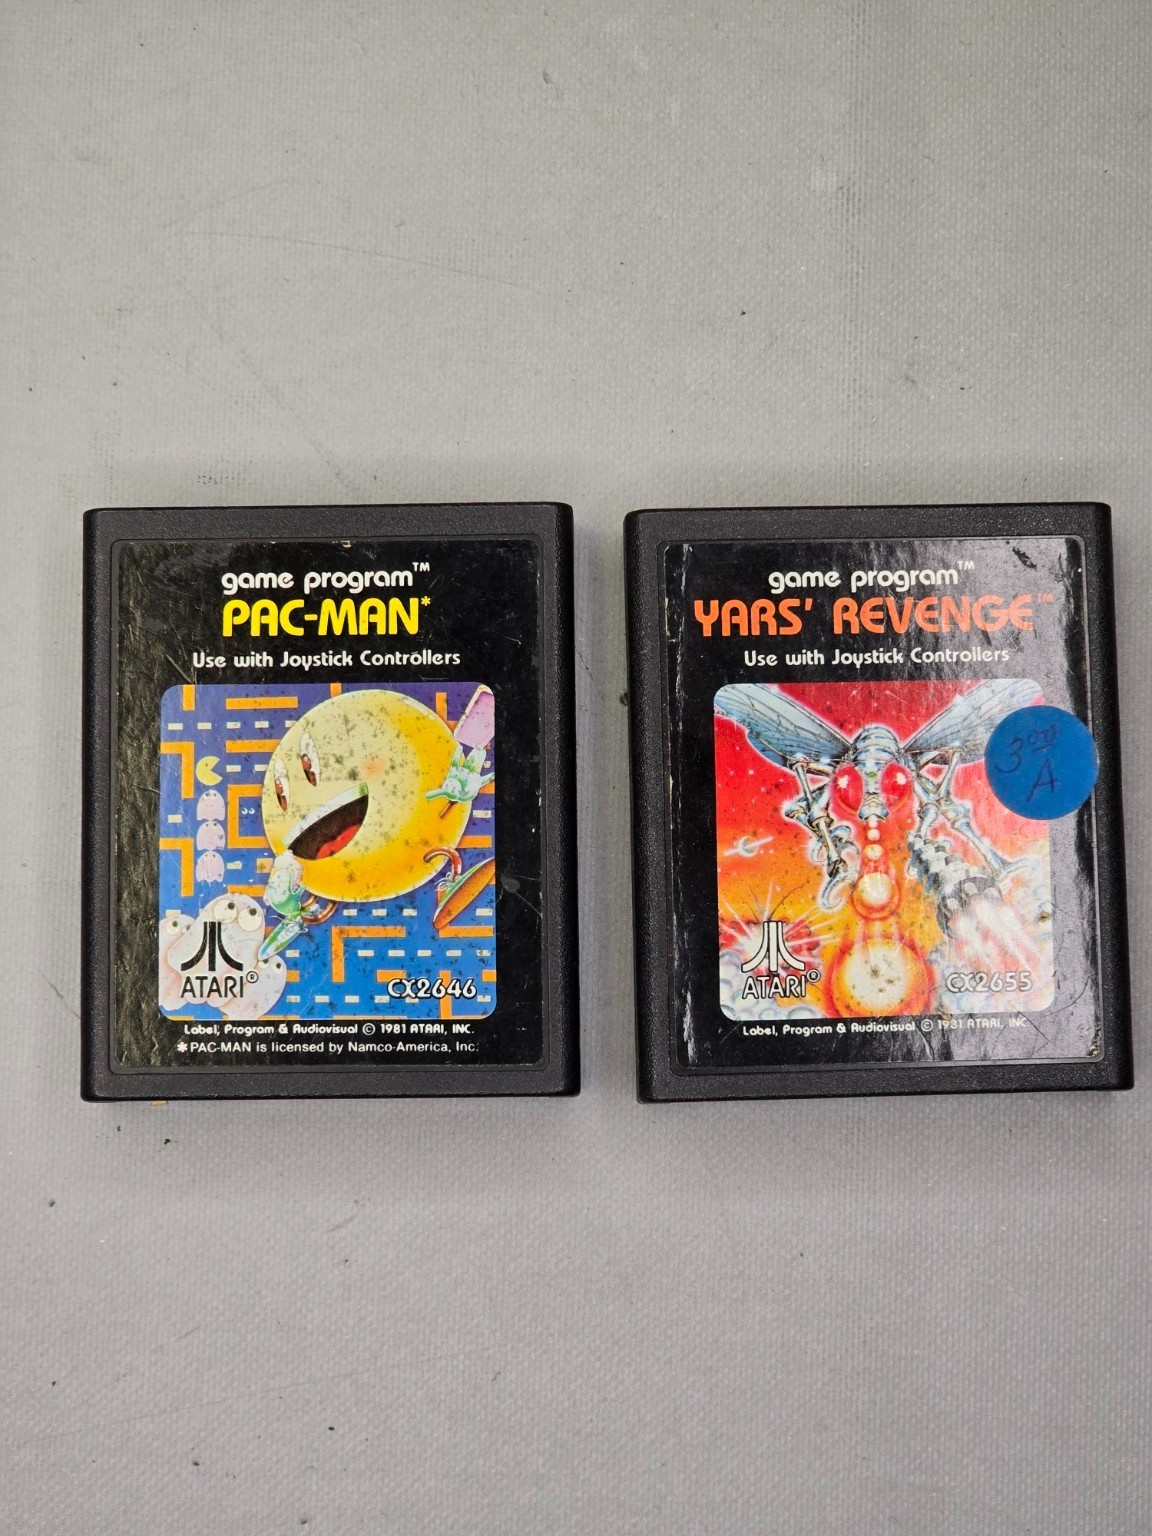 game program™
PAC-MAN*
Use with Joystick Controllers
ATARI®
CX2646
Label, Program & Audiovisual © 1981 ATARI, INC.
*PAC-MAN is licensed by Namco-America, Inc.
game program™
YARS' REVENGE™
Use with Joystick Controllers
3⁰⁰
A
ATARI®
CX2655
Label, Program & Audiovisual © 1981 ATARI, INC.